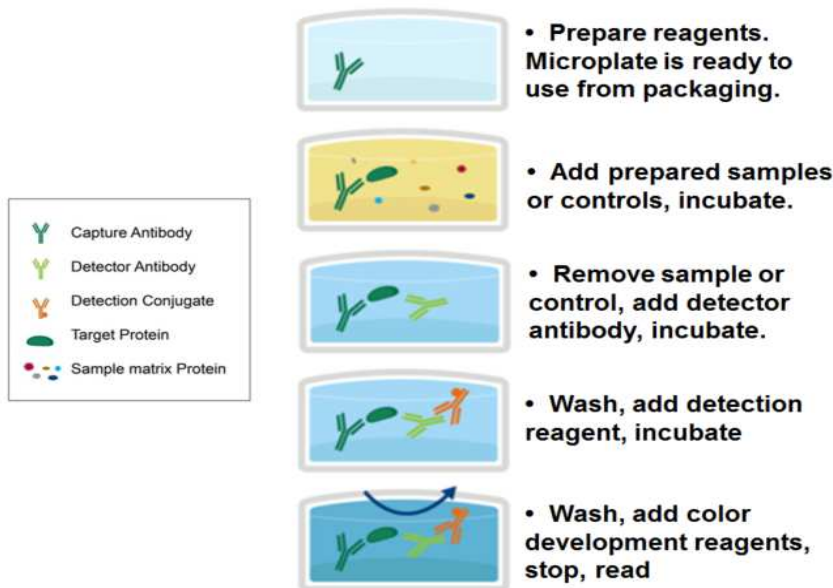 • Prepare reagents.
Microplate is ready to
use from packaging.
• Add prepared samples
or controls, incubate.
Capture Antibody
Detector Antibody
Detection Conjugate
Target Protein
Sample matrix Protein
• Remove sample or
control, add detector
antibody, incubate.
• Wash, add detection
reagent, incubate
• Wash, add color
development reagents,
stop, read